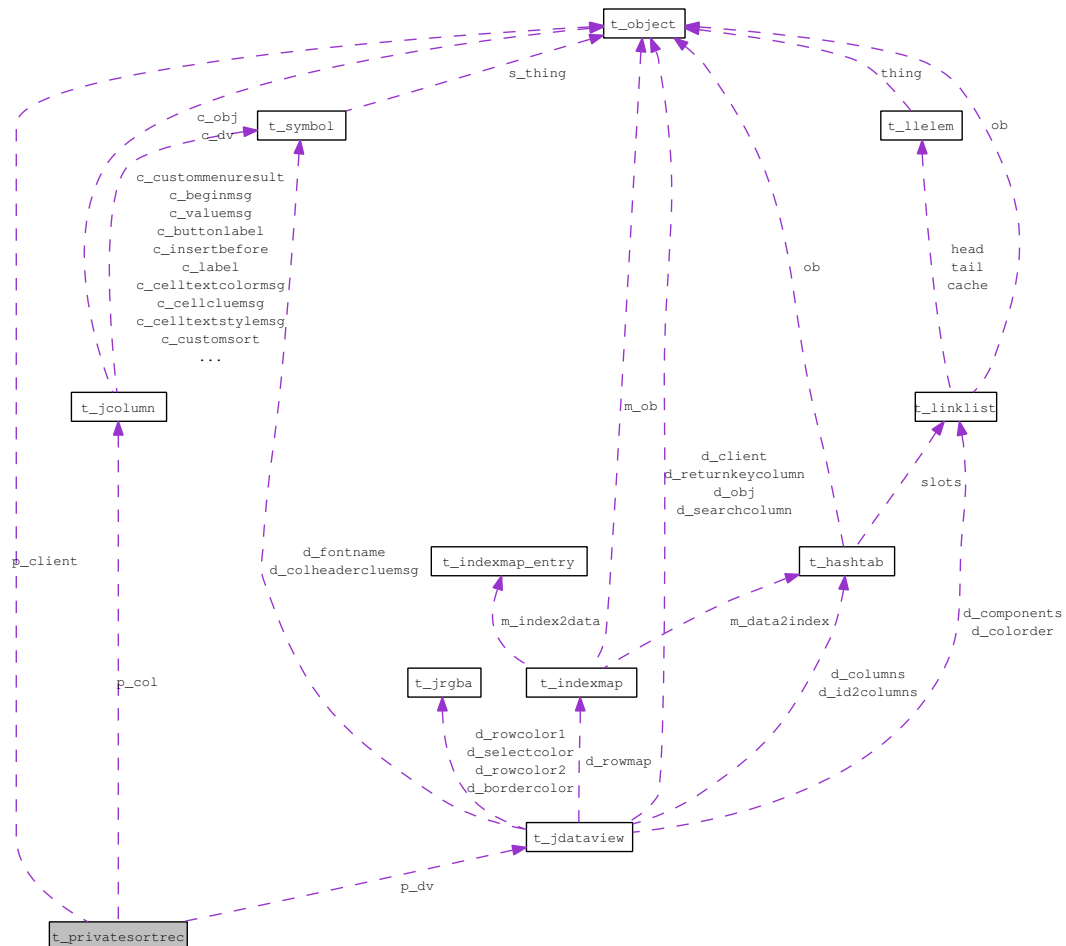 t_object
s_thing
thing
c_obj
c_dv
t_symbol
t_llelem
ob
c_custommenuresult
c_beginmsg
c_valuemsg
c_buttonlabel
c_insertbefore
c_label
c_celltextcolormsg
c_cellcluemsg
c_celltextstylemsg
c_customsort
...
head
tail
cache
ob
t_jcolumn
m_ob
t_linklist
d_client
d_returnkeycolumn
d_obj
d_searchcolumn
slots
p_client
d_fontname
d_colheadercluemsg
t_indexmap_entry
t_hashtab
m_index2data
m_data2index
d_components
d_colorder
p_col
t_jrgba
t_indexmap
d_columns
d_id2columns
d_rowcolor1
d_selectcolor
d_rowcolor2
d_bordercolor
d_rowmap
t_jdataview
p_dv
t_privatesortrec